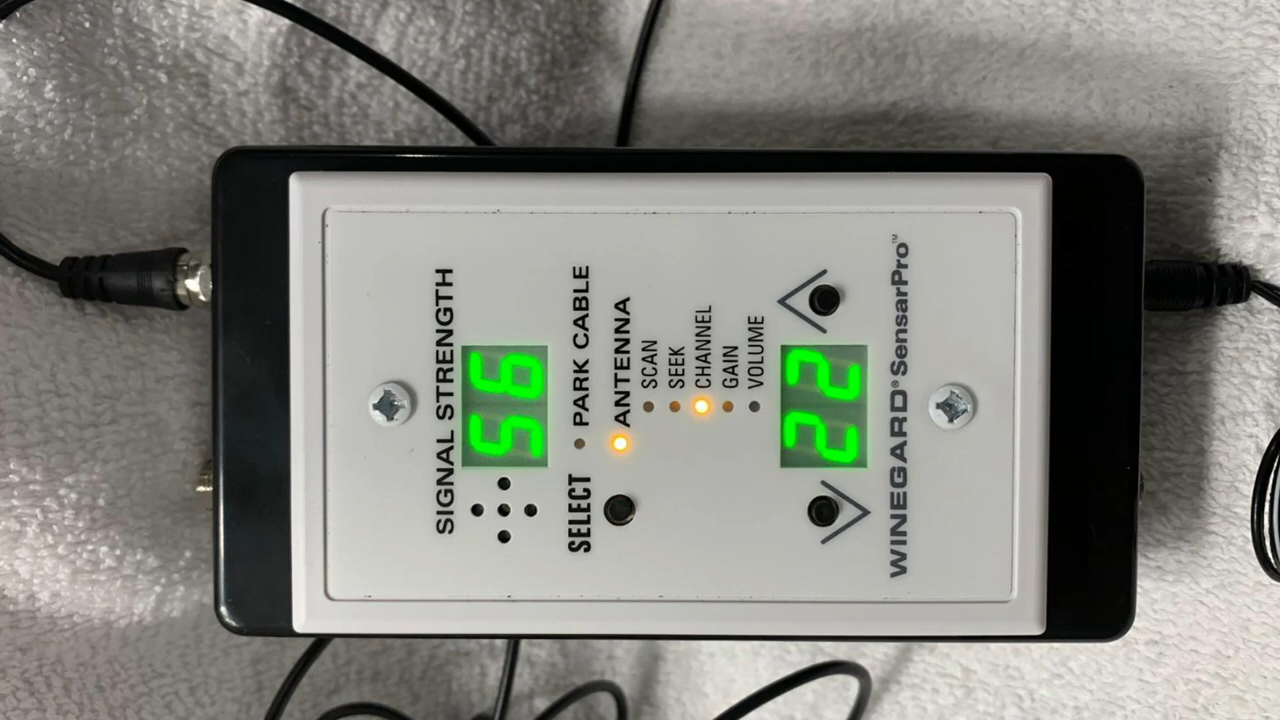 SIGNAL STRENGTH
56
SELECT
PARK CABLE
ANTENNA
SCAN
SEEK
CHANNEL
GAIN
VOLUME
22
WINEGARD® SensarPro™